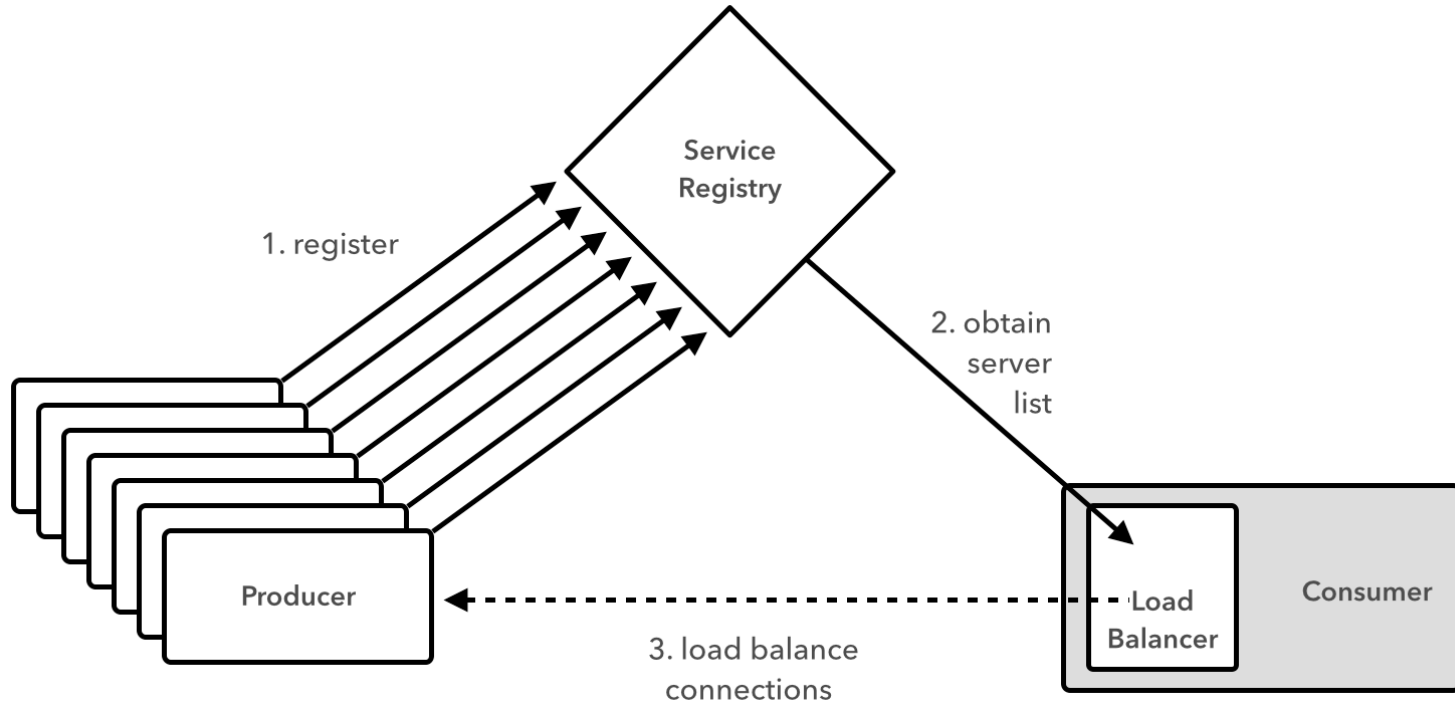 Service
Registry
1. register
2. obtain
server
list
Producer
Load
Balancer
Consumer
3. load balance
connections